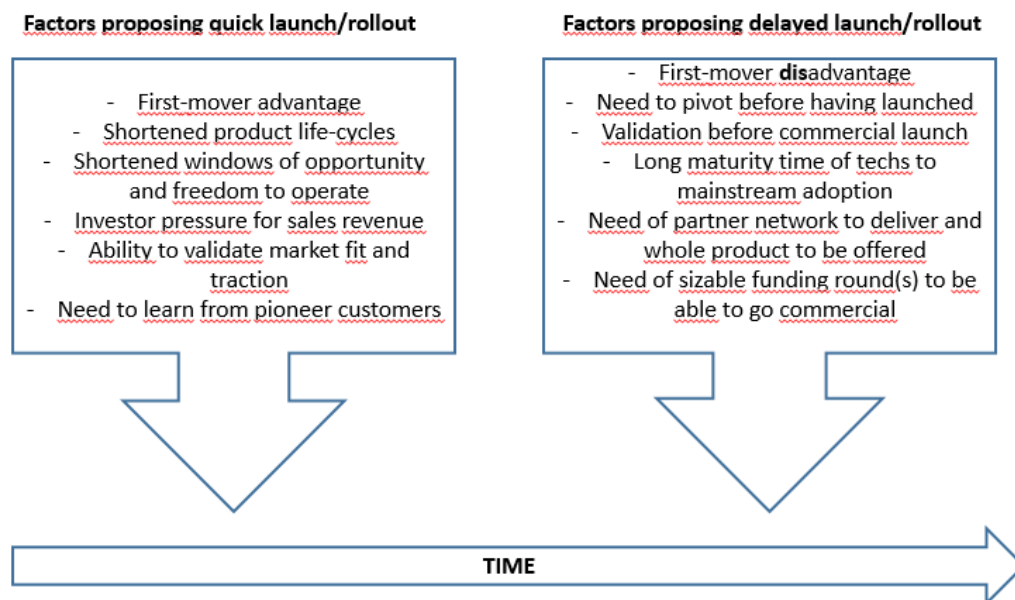 Factors proposing quick launch/rollout
- First-mover advantage
- Shortened product life-cycles
- Shortened windows of opportunity
and freedom to operate
- Investor pressure for sales revenue
- Ability to validate market fit and
traction
- Need to learn from pioneer customers
Factors proposing delayed launch/rollout
- First-mover disadvantage
- Need to pivot before having launched
- Validation before commercial launch
- Long maturity time of techs to
mainstream adoption
- Need of partner network to deliver and
whole product to be offered
- Need of sizable funding round(s) to be
able to go commercial
TIME